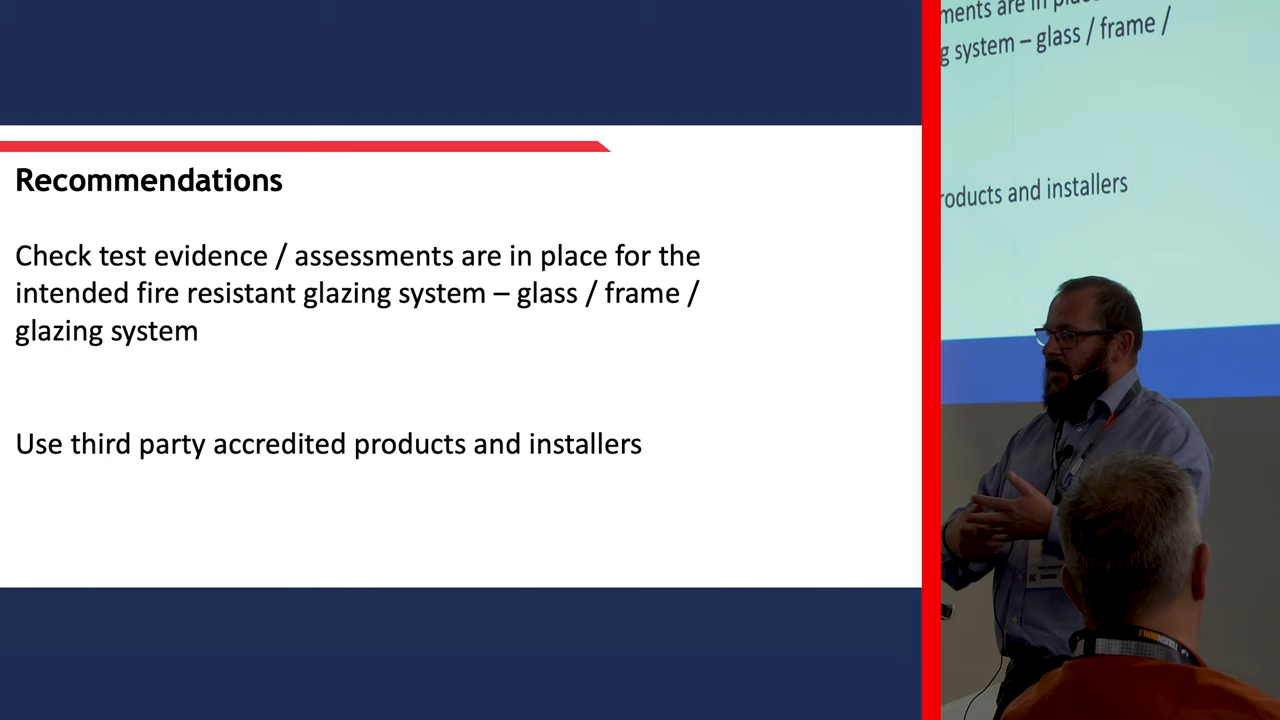 Recommendations
Check test evidence / assessments are in place for the
intended fire resistant glazing system – glass / frame /
glazing system
Use third party accredited products and installers
ments are in
g system – glass / frame /
roducts and installers
TOUGHBUILT